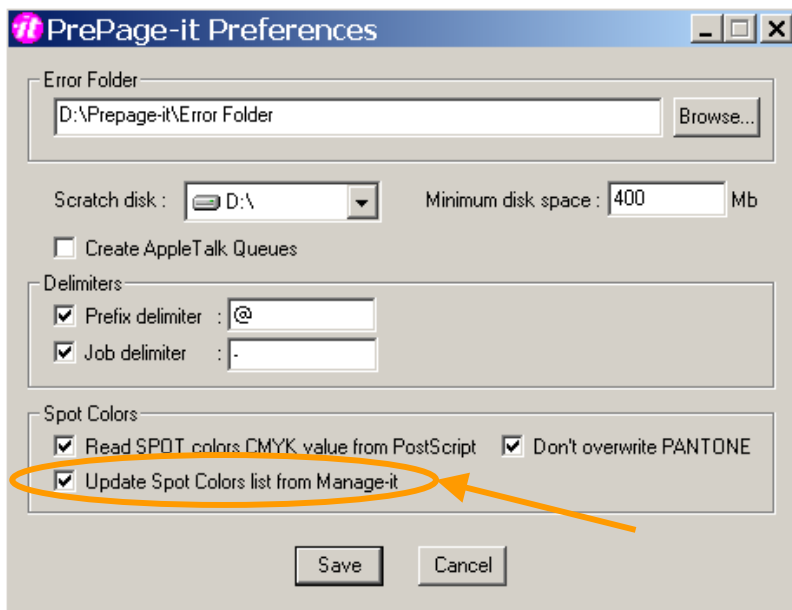 it PrePage-it Preferences
Error Folder
D:\Prepage-it\Error Folder Browse...
Scratch disk : D:\ Minimum disk space : 400 Mb
Create AppleTalk Queues
Delimiters
Prefix delimiter : @
Job delimiter : -
Spot Colors
Read SPOT colors CMYK value from PostScript Don't overwrite PANTONE
Update Spot Colors list from Manage-it
Save Cancel